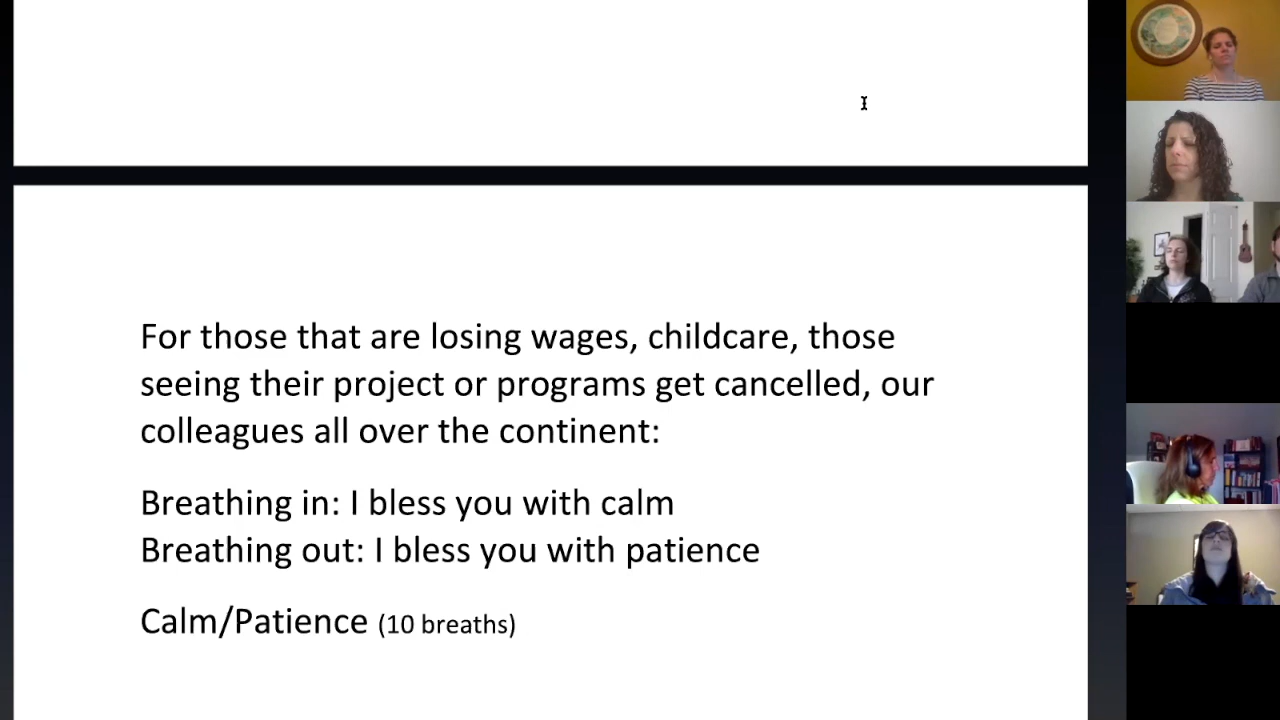 For those that are losing wages, childcare, those
seeing their project or programs get cancelled, our
colleagues all over the continent:
Breathing in: I bless you with calm
Breathing out: I bless you with patience
Calm/Patience (10 breaths)